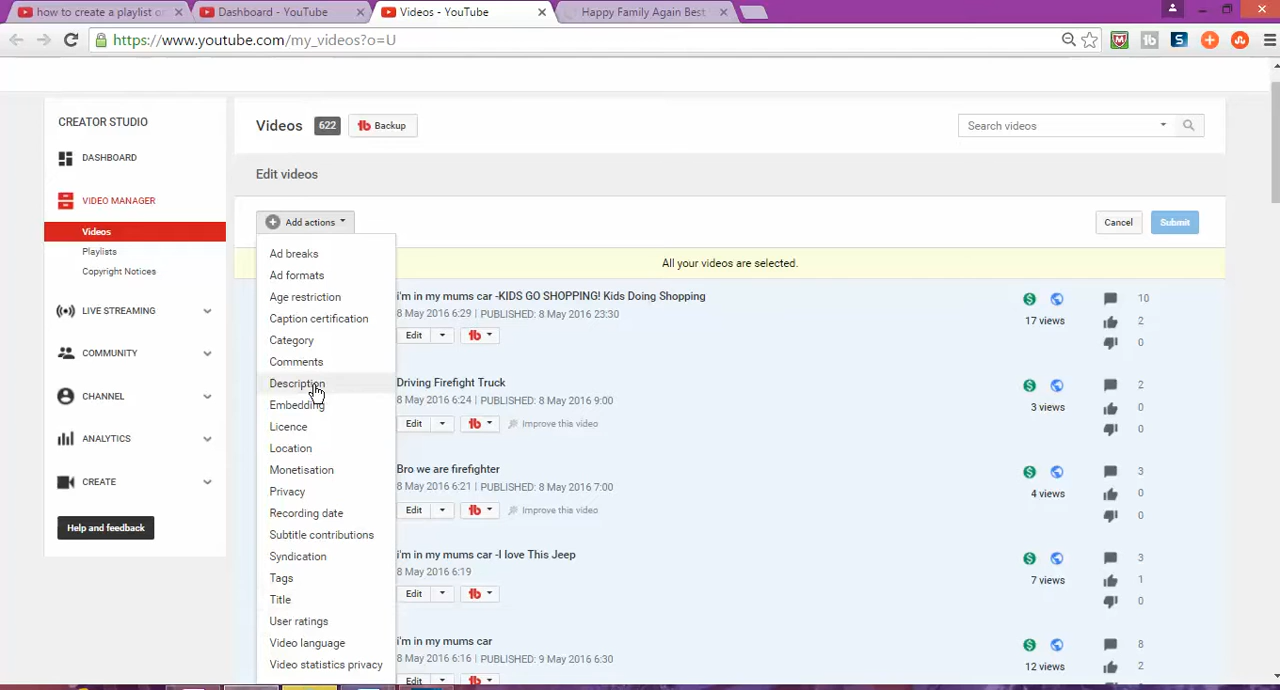 how to create a playlist o
Dashboard - YouTube
Videos - YouTube
Happy Family Again Best
https://www.youtube.com/my_videos?o=U
CREATOR STUDIO
DASHBOARD
VIDEO MANAGER
Videos
Playlists
Copyright Notices
LIVE STREAMING
COMMUNITY
CHANNEL
ANALYTICS
CREATE
Help and feedback
Videos 622 tb Backup
Search videos
Edit videos
Add actions
Cancel
Submit
All your videos are selected.
Ad breaks
Ad formats
Age restriction
Caption certification
Category
Comments
Description
Embedding
Licence
Location
Monetisation
Privacy
Recording date
Subtitle contributions
Syndication
Tags
Title
User ratings
Video language
Video statistics privacy
i'm in my mums car -KIDS GO SHOPPING! Kids Doing Shopping
8 May 2016 6:29 | PUBLISHED: 8 May 2016 23:30
Edit tb
$ 10
17 views 2
0
Driving Firefight Truck
8 May 2016 6:24 | PUBLISHED: 8 May 2016 9:00
Edit tb Improve this video
$ 2
3 views 0
0
Bro we are firefighter
8 May 2016 6:21 | PUBLISHED: 8 May 2016 7:00
Edit tb Improve this video
$ 3
4 views 0
0
i'm in my mums car -I love This Jeep
8 May 2016 6:19
Edit tb
$ 3
7 views 1
0
i'm in my mums car
8 May 2016 6:16 | PUBLISHED: 9 May 2016 6:30
Edit tb
$ 8
12 views 2